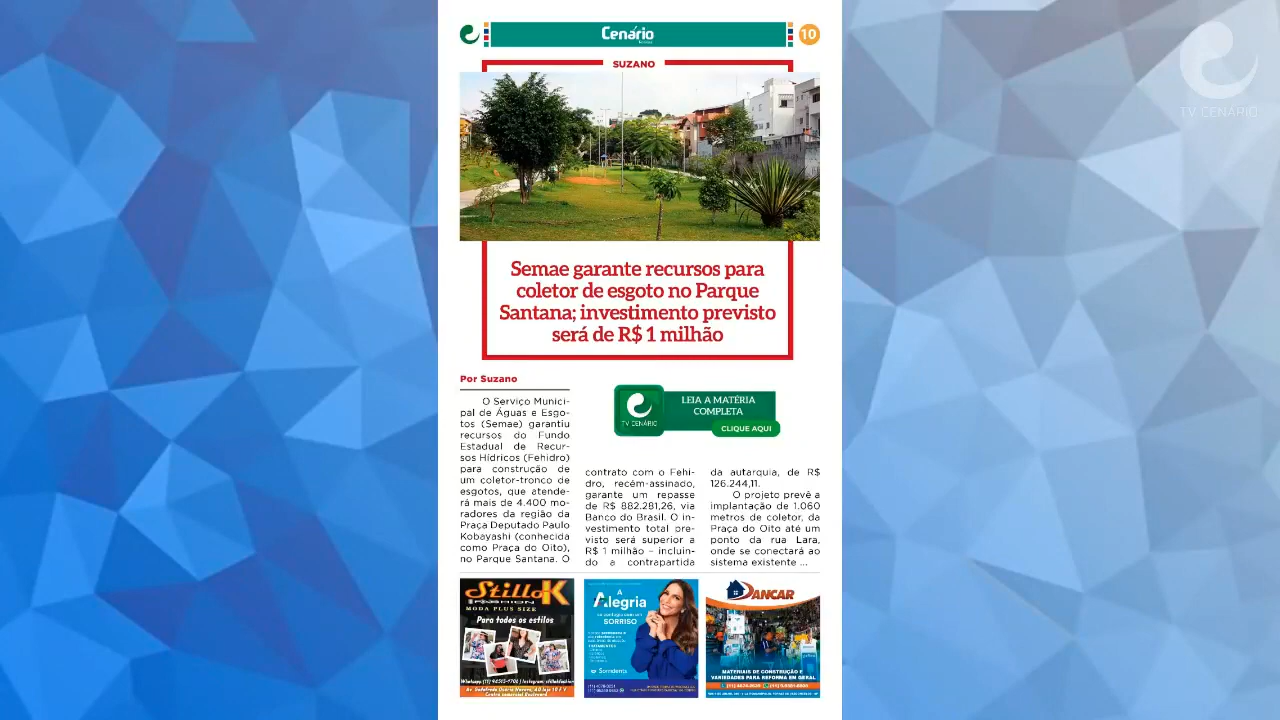 Cenário
10
TV CENÁRIO
SUZANO
Semae garante recursos para
coletor de esgoto no Parque
Santana; investimento previsto
será de R$ 1 milhão
Por Suzano
O Serviço Munici-
pal de Águas e Esgo-
tos (Semae) garantiu
recursos do Fundo
Estadual de Recur-
sos Hídricos (Fehidro)
para construção de
um coletor-tronco de
esgotos, que atende-
rá mais de 4.400 mo-
radores da região da
Praça Deputado Paulo
Kobayashi (conhecida
como Praça do Oito),
no Parque Santana. O
TV CENÁRIO
LEIA A MATÉRIA
COMPLETA
CLIQUE AQUI
contrato com o Fehi-
dro, recém-assinado,
garante um repasse
de R$ 882.281,26, via
Banco do Brasil. O in-
vestimento total pre-
visto será superior a
R$ 1 milhão – incluin-
do a contrapartida
da autarquia, de R$
126.244,11.
O projeto prevê a
implantação de 1.060
metros de coletor, da
Praça do Oito até um
ponto da rua Lara,
onde se conectará ao
sistema existente ...
Stillo K
FASHION
MODA PLUS SIZE
Para todos os estilos
Centro comercial Boulevard
A
Alegria
SORRISO
TRATAMENTOS
Somdents
DANCAR
MATERIAIS DE CONSTRUÇÃO E
VARIEDADES PARA REFORMA EM GERAL